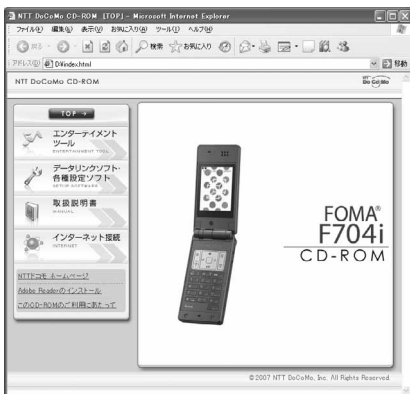 NTT DoCoMo CD-ROM [TOP] - Microsoft Internet Explorer
ファイル(F) 編集(E) 表示(V) お気に入り(A) ツール(T) ヘルプ(H)
戻る 検索 お気に入り
アドレス(D) D:¥index.html 移動
NTT DoCoMo CD-ROM
DoCoMo
TOP
エンターテイメント
ツール
ENTERTAINMENT TOOL
データリンクソフト・
各種設定ソフト
SETUP SOFTWARE
取扱説明書
MANUAL
インターネット接続
INTERNET
NTTドコモ ホームページ
Adobe Readerのインストール
このCD-ROMのご利用にあたって
FOMA®
F704i
CD-ROM
© 2007 NTT DoCoMo, Inc. All Rights Reserved.